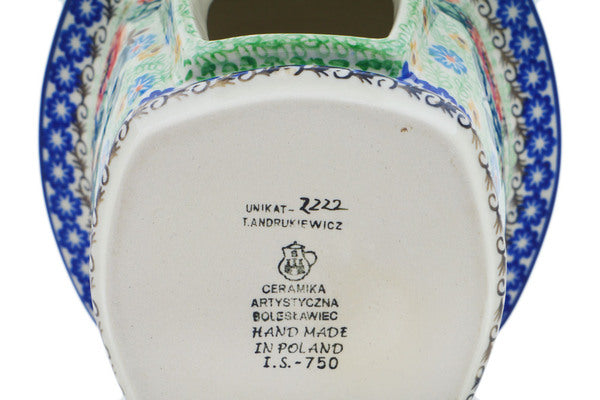 UNIKAT- 2222
T.ANDRUKIEWICZ
CERAMIKA
ARTYSTYCZNA
BOLESŁAWIEC
HAND MADE
IN POLAND
I.S.-750